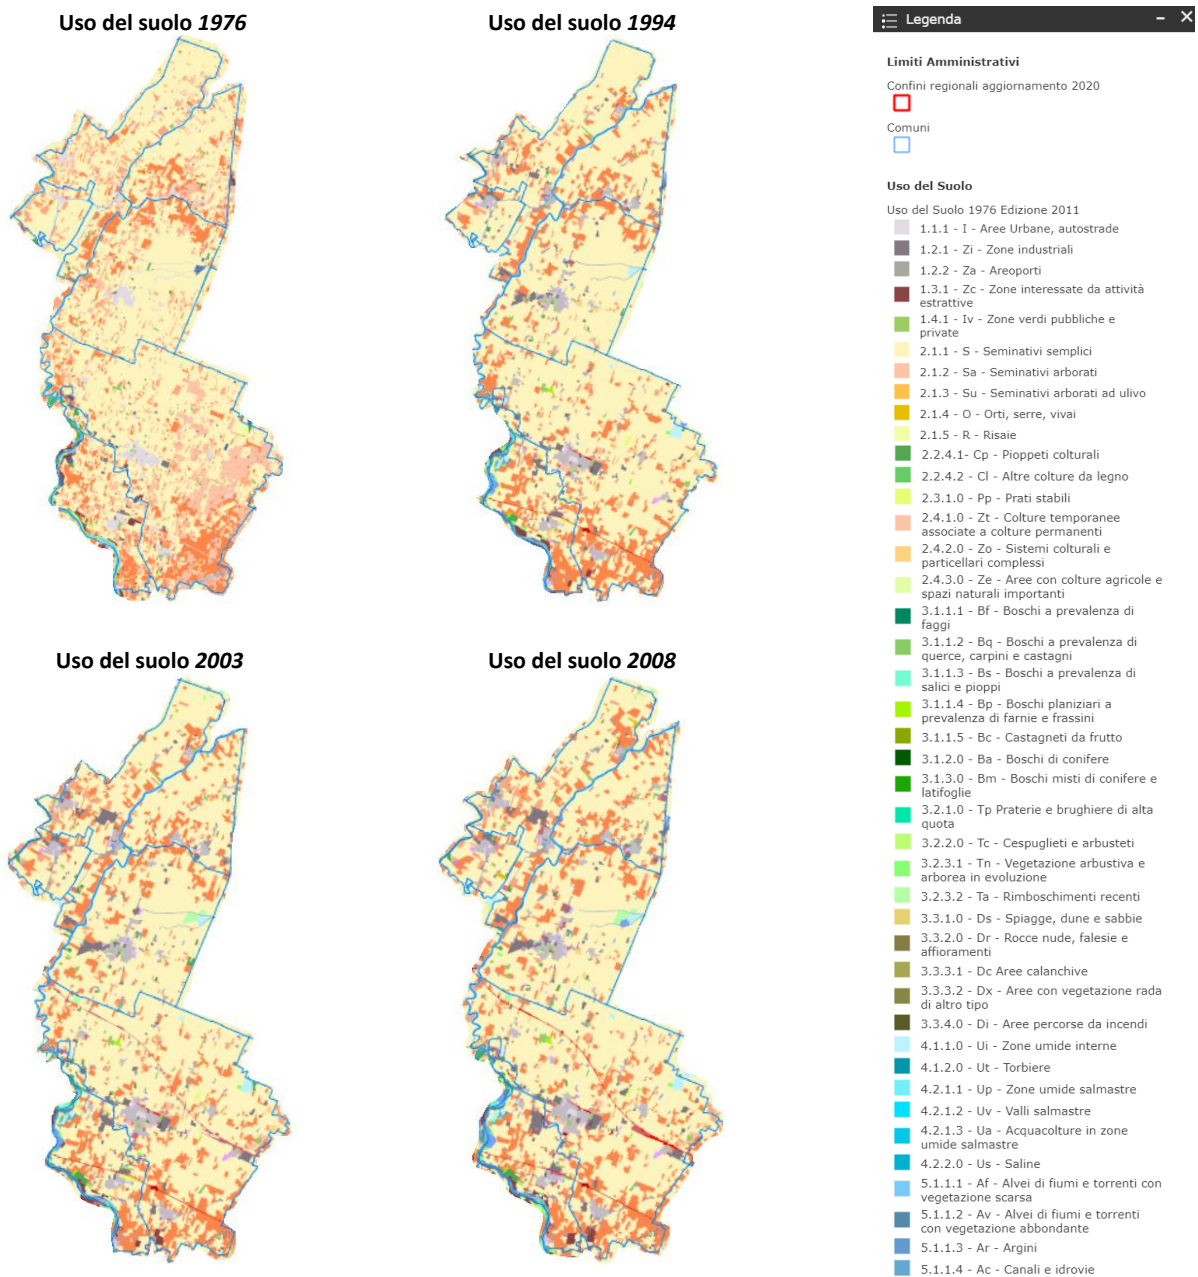 Uso del suolo 1976
Uso del suolo 1994
Uso del suolo 2003
Uso del suolo 2008
Legenda
Limiti Amministrativi
Confini regionali aggiornamento 2020
Comuni
Uso del Suolo
Uso del Suolo 1976 Edizione 2011
1.1.1 - I - Aree Urbane, autostrade
1.2.1 - Zi - Zone industriali
1.2.2 - Za - Areoporti
1.3.1 - Zc - Zone interessate da attività
estrattive
1.4.1 - Iv - Zone verdi pubbliche e
private
2.1.1 - S - Seminativi semplici
2.1.2 - Sa - Seminativi arborati
2.1.3 - Su - Seminativi arborati ad ulivo
2.1.4 - O - Orti, serre, vivai
2.1.5 - R - Risaie
2.2.4.1- Cp - Pioppeti colturali
2.2.4.2 - Cl - Altre colture da legno
2.3.1.0 - Pp - Prati stabili
2.4.1.0 - Zt - Colture temporanee
associate a colture permanenti
2.4.2.0 - Zo - Sistemi colturali e
particellari complessi
2.4.3.0 - Ze - Aree con colture agricole e
spazi naturali importanti
3.1.1.1 - Bf - Boschi a prevalenza di
faggi
3.1.1.2 - Bq - Boschi a prevalenza di
querce, carpini e castagni
3.1.1.3 - Bs - Boschi a prevalenza di
salici e pioppi
3.1.1.4 - Bp - Boschi planiziari a
prevalenza di farnie e frassini
3.1.1.5 - Bc - Castagneti da frutto
3.1.2.0 - Ba - Boschi di conifere
3.1.3.0 - Bm - Boschi misti di conifere e
latifoglie
3.2.1.0 - Tp Praterie e brughiere di alta
quota
3.2.2.0 - Tc - Cespuglieti e arbusteti
3.2.3.1 - Tn - Vegetazione arbustiva e
arborea in evoluzione
3.2.3.2 - Ta - Rimboschimenti recenti
3.3.1.0 - Ds - Spiagge, dune e sabbie
3.3.2.0 - Dr - Rocce nude, falesie e
affioramenti
3.3.3.1 - Dc Aree calanchive
3.3.3.2 - Dx - Aree con vegetazione rada
di altro tipo
3.3.4.0 - Di - Aree percorse da incendi
4.1.1.0 - Ui - Zone umide interne
4.1.2.0 - Ut - Torbiere
4.2.1.1 - Up - Zone umide salmastre
4.2.1.2 - Uv - Valli salmastre
4.2.1.3 - Ua - Acquacolture in zone
umide salmastre
4.2.2.0 - Us - Saline
5.1.1.1 - Af - Alvei di fiumi e torrenti con
vegetazione scarsa
5.1.1.2 - Av - Alvei di fiumi e torrenti
con vegetazione abbondante
5.1.1.3 - Ar - Argini
5.1.1.4 - Ac - Canali e idrovie